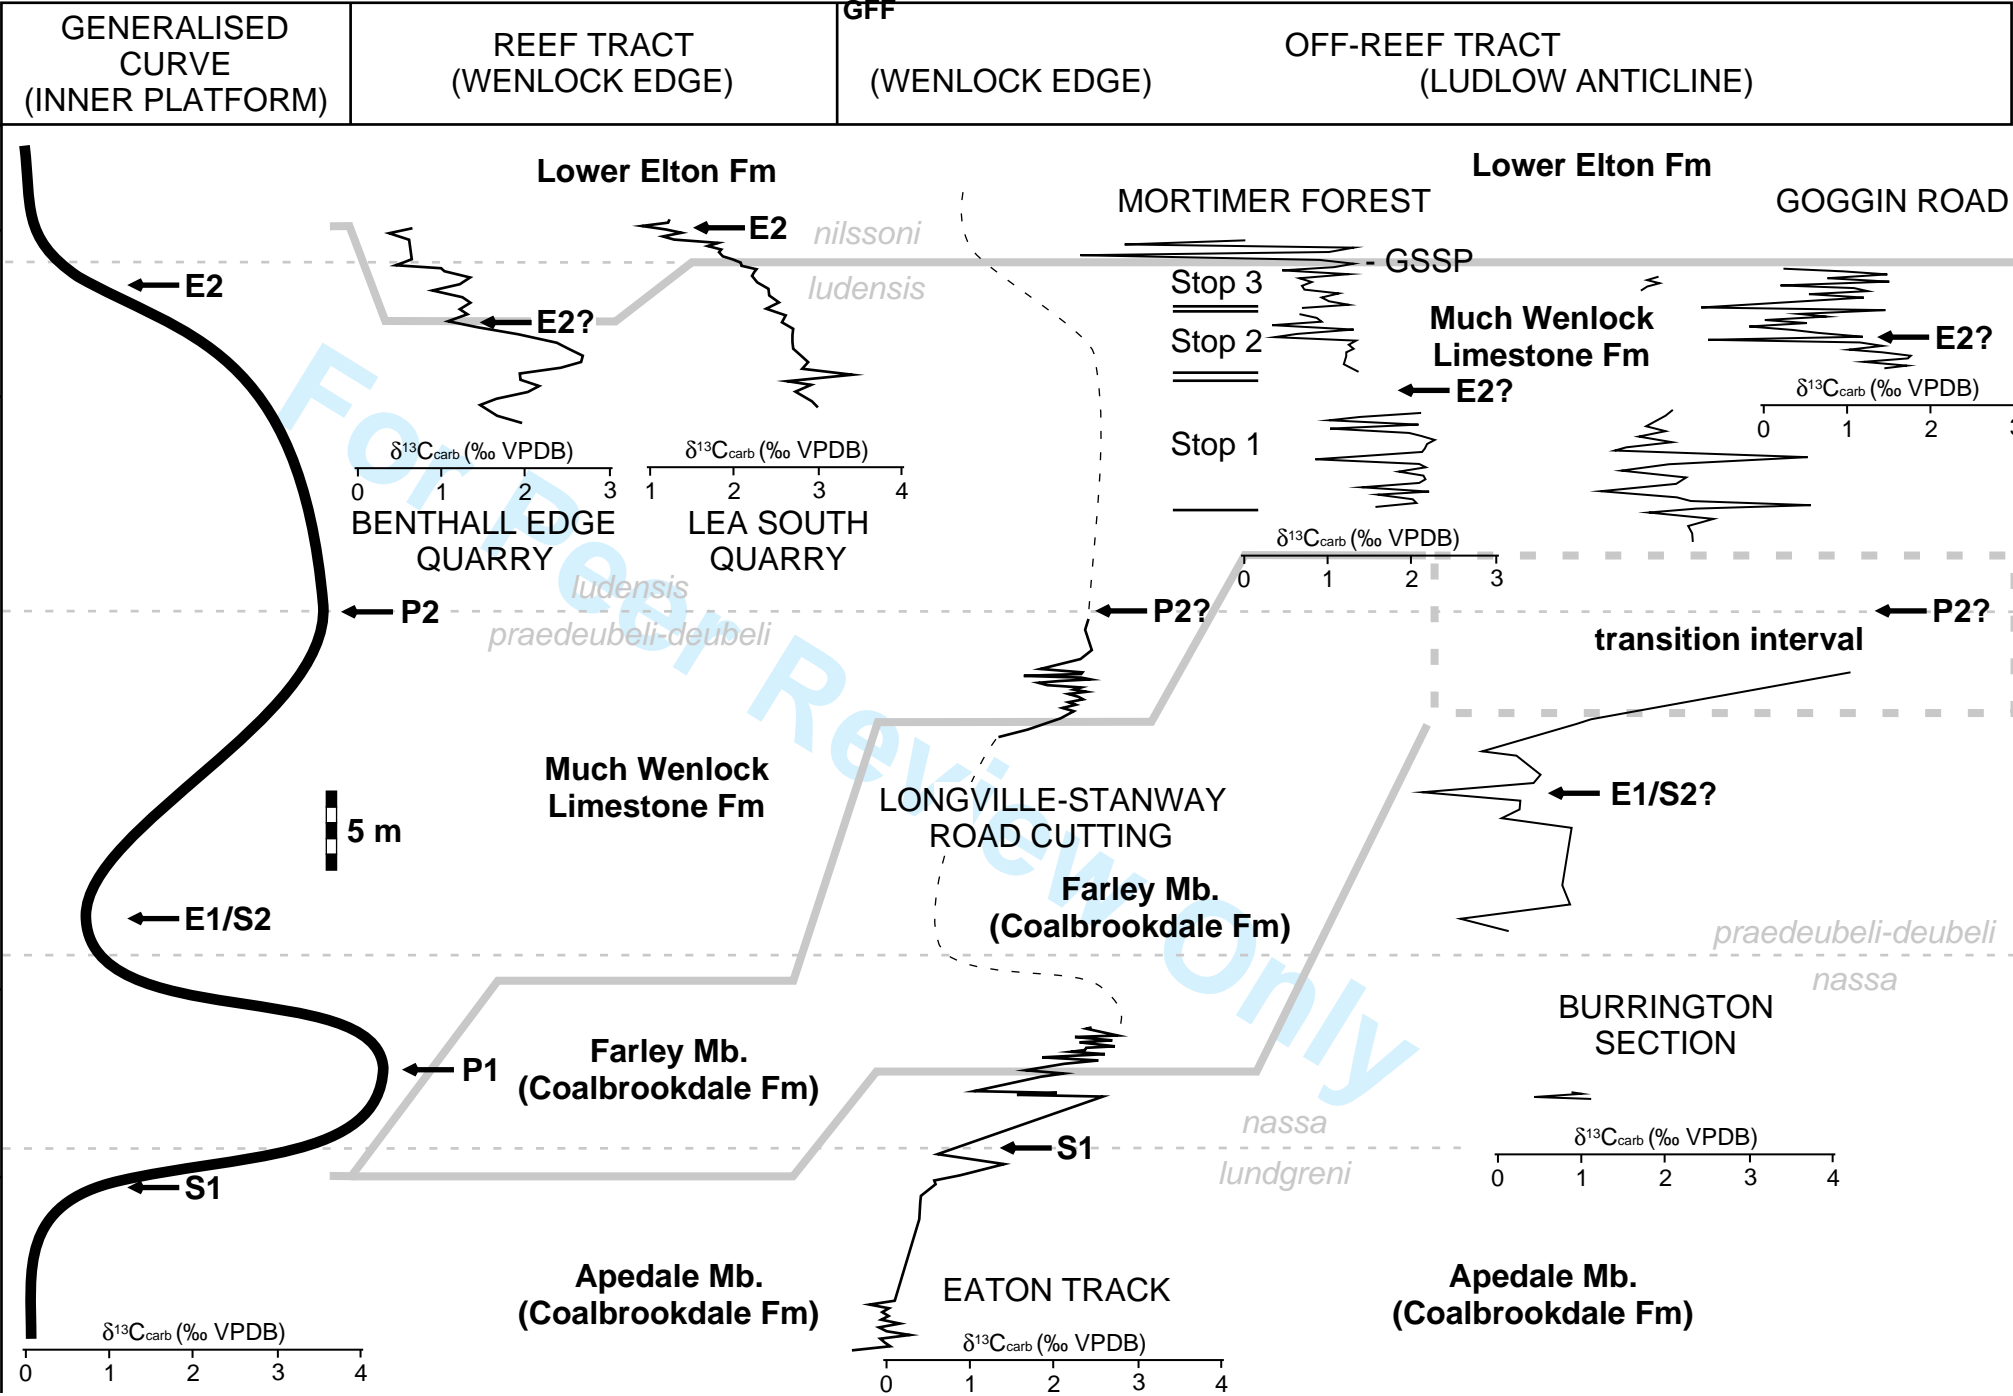 GFF
GENERALISED
CURVE
(INNER PLATFORM)
REEF TRACT
(WENLOCK EDGE)
OFF-REEF TRACT
(WENLOCK EDGE)
(LUDLOW ANTICLINE)
Lower Elton Fm
Lower Elton Fm
MORTIMER FOREST
GOGGIN ROAD
E2
nilssoni
GSSP
E2
ludensis
Stop 3
E2?
Much Wenlock
Limestone Fm
Stop 2
E2?
E2?
δ13Ccarb (‰ VPDB)
0 1 2 3
Stop 1
δ13Ccarb (‰ VPDB)
0 1 2 3
BENTHALL EDGE
QUARRY
δ13Ccarb (‰ VPDB)
1 2 3 4
LEA SOUTH
QUARRY
δ13Ccarb (‰ VPDB)
0 1 2 3
ludensis
P2
P2?
P2?
praedeubeli-deubeli
transition interval
Much Wenlock
Limestone Fm
5 m
LONGVILLE-STANWAY
ROAD CUTTING
E1/S2?
Farley Mb.
(Coalbrookdale Fm)
E1/S2
praedeubeli-deubeli
nassa
BURRINGTON
SECTION
P1
Farley Mb.
(Coalbrookdale Fm)
nassa
S1
lundgreni
δ13Ccarb (‰ VPDB)
0 1 2 3 4
S1
Apedale Mb.
(Coalbrookdale Fm)
EATON TRACK
Apedale Mb.
(Coalbrookdale Fm)
δ13Ccarb (‰ VPDB)
0 1 2 3 4
δ13Ccarb (‰ VPDB)
0 1 2 3 4
For Peer Review Only